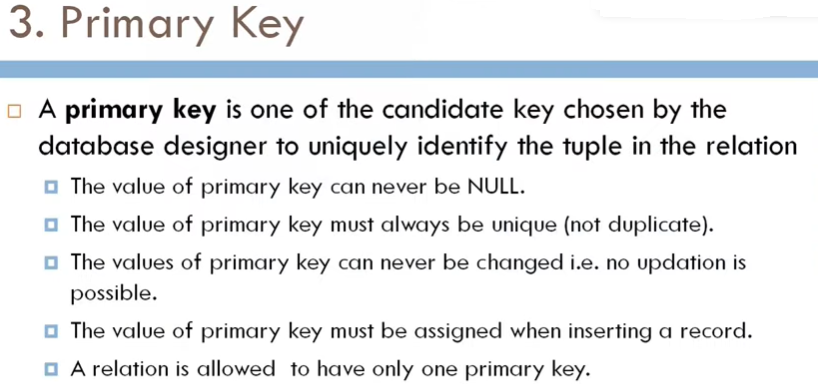 3. Primary Key
A primary key is one of the candidate key chosen by the
database designer to uniquely identify the tuple in the relation
The value of primary key can never be NULL.
The value of primary key must always be unique (not duplicate).
The values of primary key can never be changed i.e. no updation is
possible.
The value of primary key must be assigned when inserting a record.
A relation is allowed to have only one primary key.